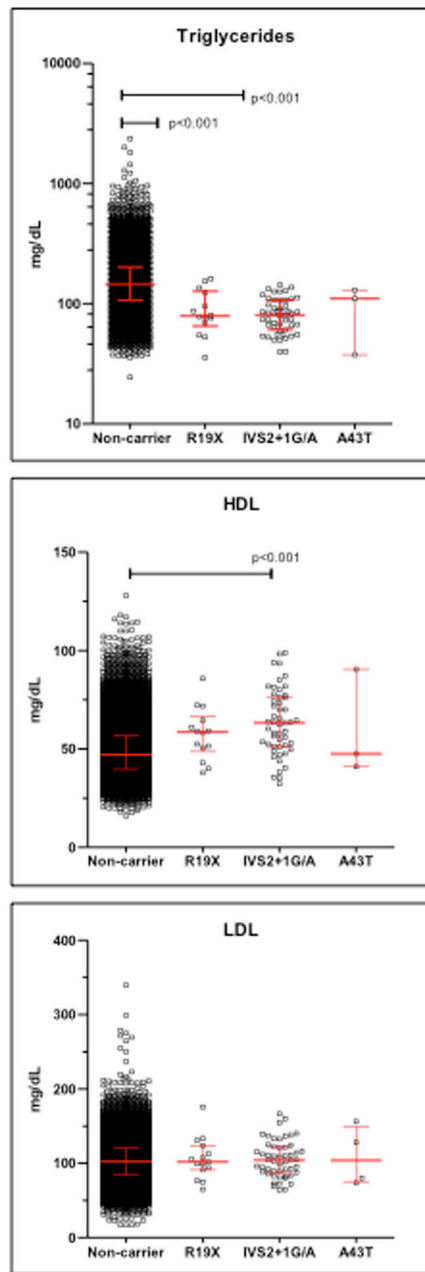 Triglycerides
10000
p<0.001
p<0.001
1000
mg/dL
100
10
Non-carrier R19X IVS2+1G/A A43T
HDL
150
p<0.001
100
mg/dL
50
0
Non-carrier R19X IVS2+1G/A A43T
LDL
400
300
mg/dL
200
100
0
Non-carrier R19X IVS2+1G/A A43T